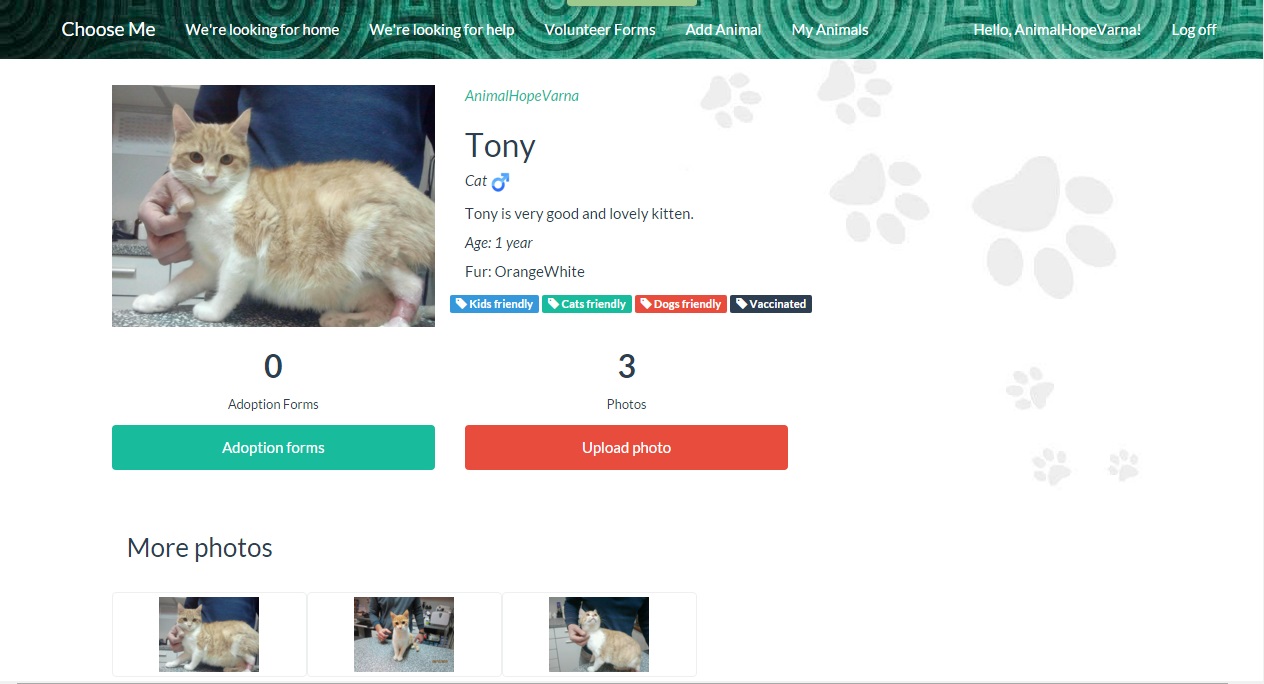 Choose Me We're looking for home We're looking for help Volunteer Forms Add Animal My Animals Hello, AnimalHopeVarna! Log off
AnimalHopeVarna
Tony
Cat
Tony is very good and lovely kitten.
Age: 1 year
Fur: OrangeWhite
Kids friendly Cats friendly Dogs friendly Vaccinated
0 3
Adoption Forms Photos
Adoption forms Upload photo
More photos